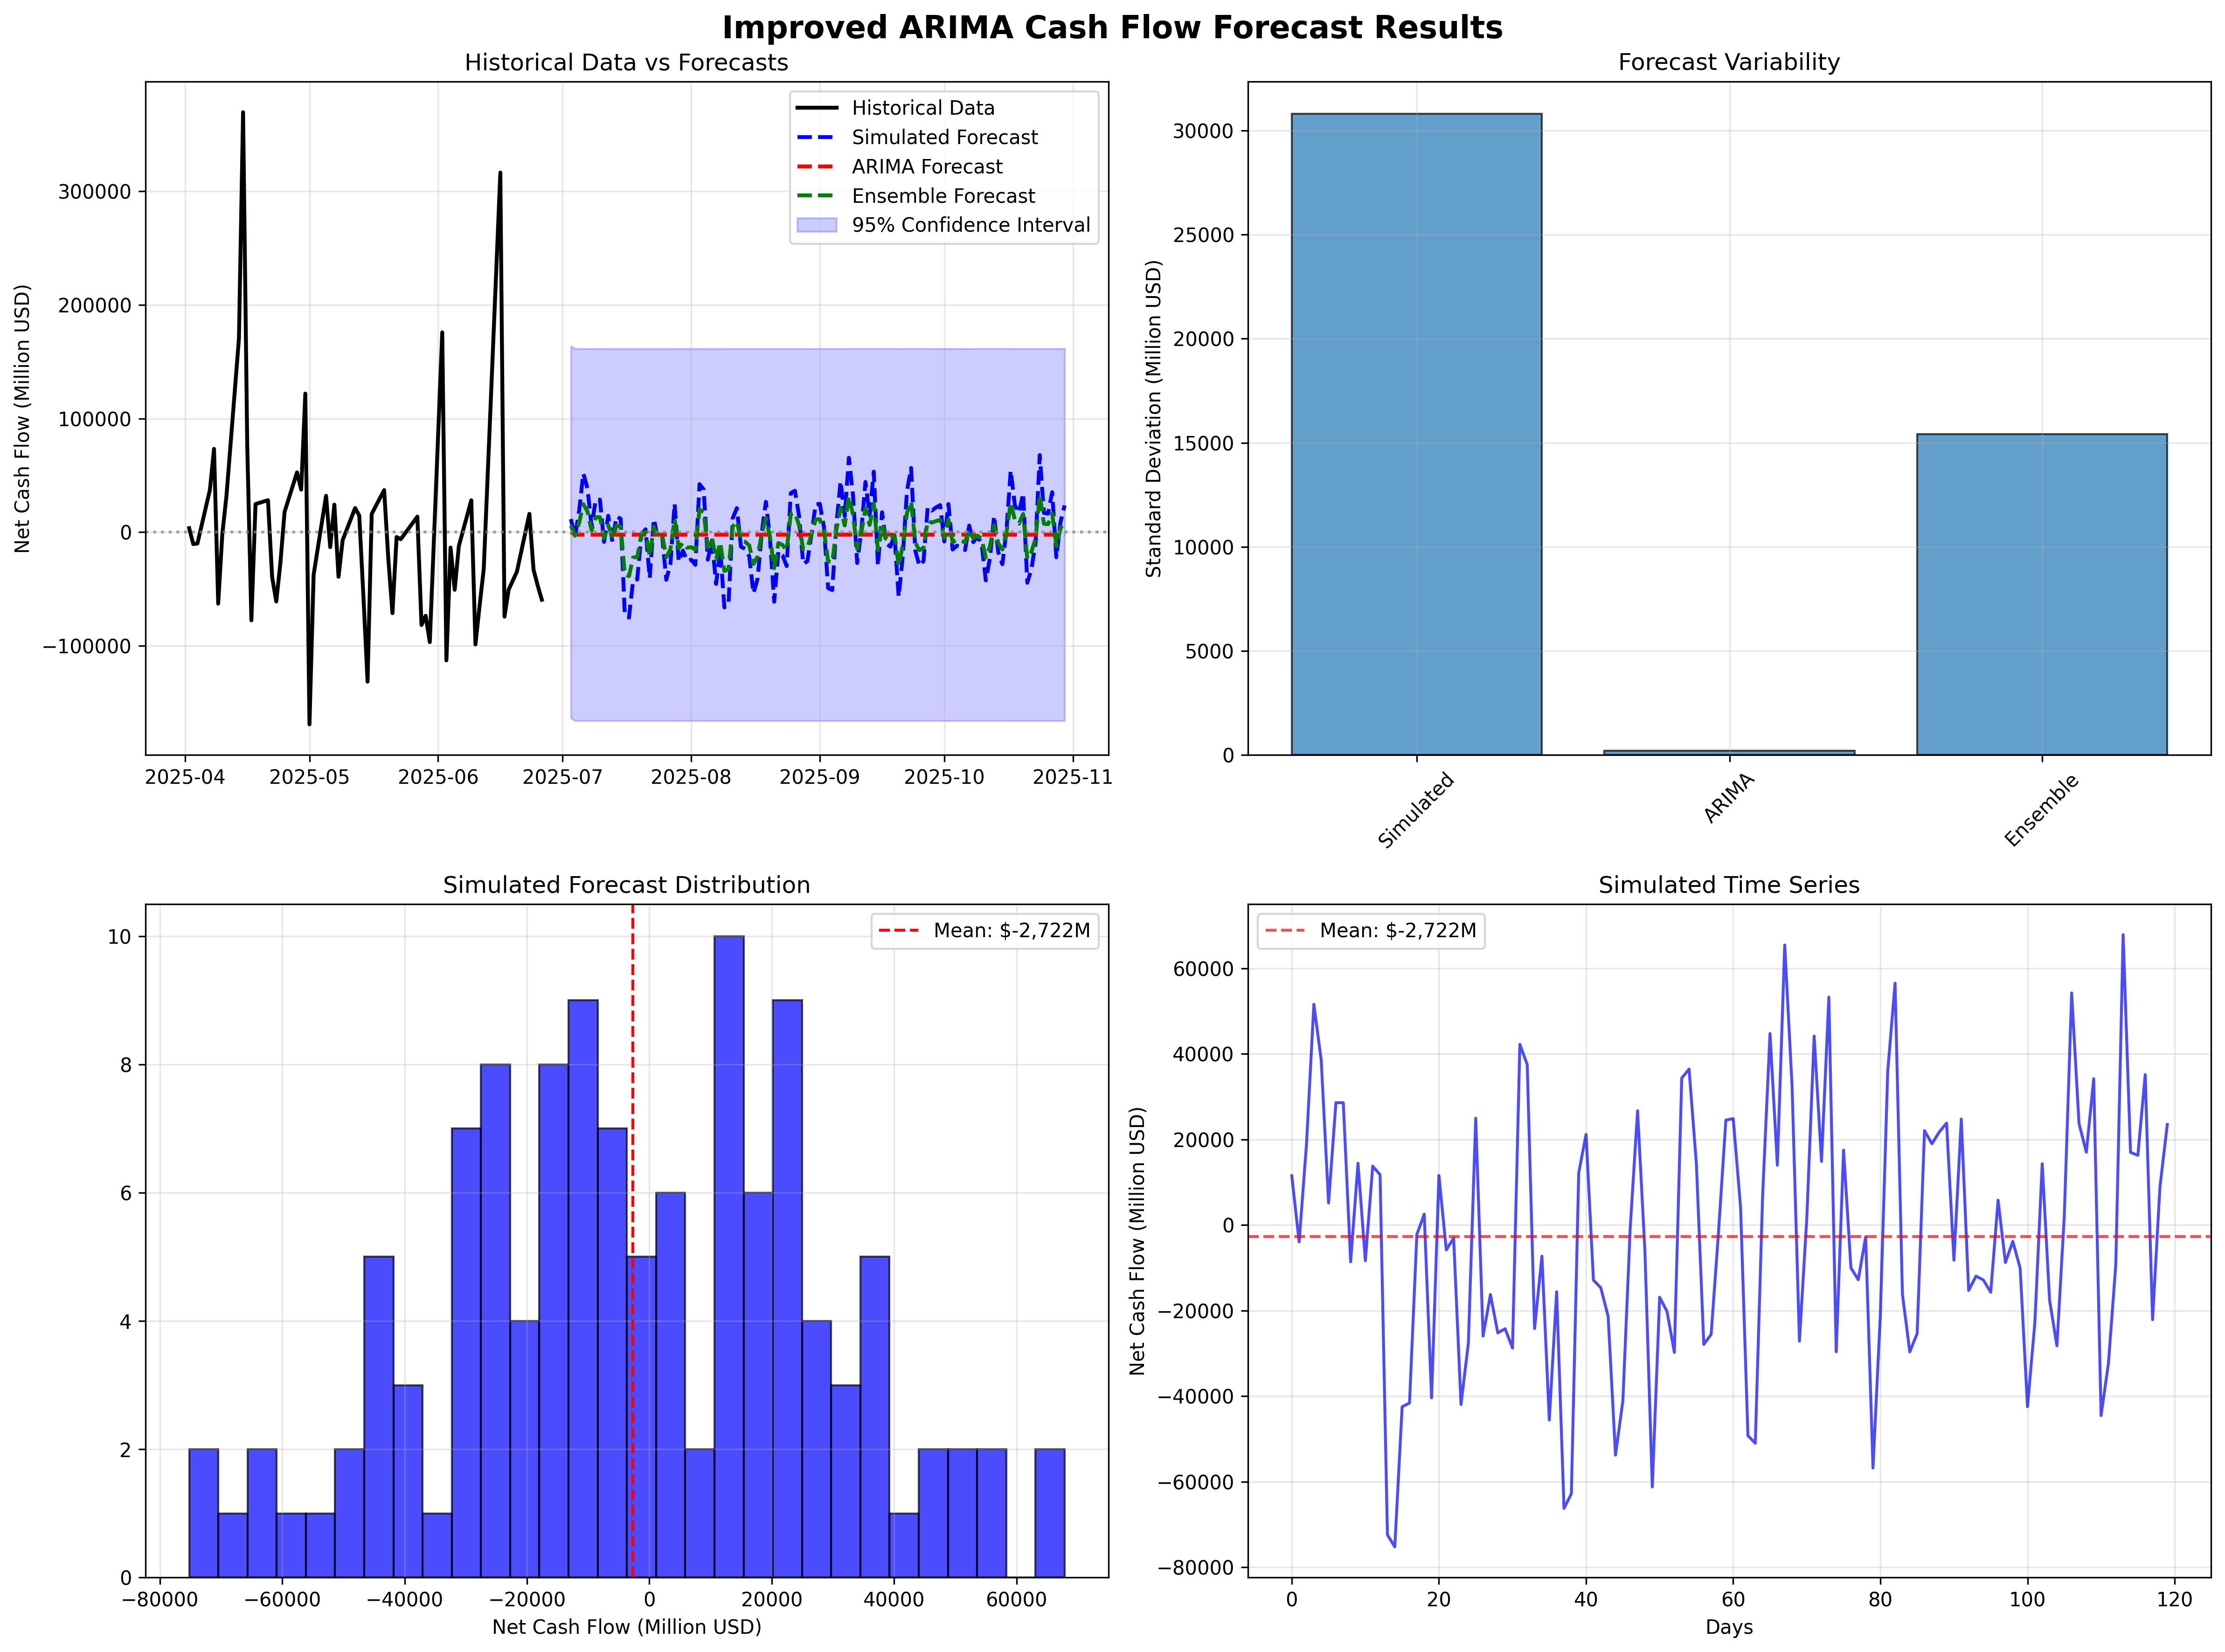 Improved ARIMA Cash Flow Forecast Results
Historical Data vs Forecasts
Net Cash Flow (Million USD)
300000
200000
100000
0
−100000
2025-04
2025-05
2025-06
2025-07
2025-08
2025-09
2025-10
2025-11
Historical Data
Simulated Forecast
ARIMA Forecast
Ensemble Forecast
95% Confidence Interval
Forecast Variability
Standard Deviation (Million USD)
30000
25000
20000
15000
10000
5000
0
Simulated
ARIMA
Ensemble
Simulated Forecast Distribution
Mean: $-2,722M
10
8
6
4
2
0
−80000
−60000
−40000
−20000
0
20000
40000
60000
Net Cash Flow (Million USD)
Simulated Time Series
Mean: $-2,722M
Net Cash Flow (Million USD)
60000
40000
20000
0
−20000
−40000
−60000
−80000
0
20
40
60
80
100
120
Days